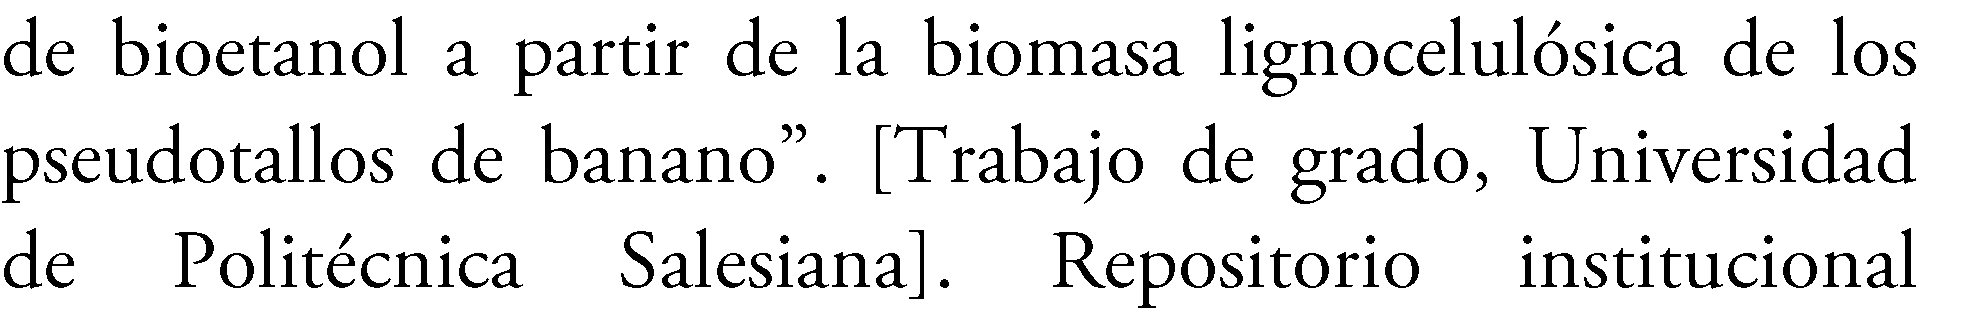 de bioetanol a partir de la biomasa lignocelulósica de los
pseudotallos de banano”. [Trabajo de grado, Universidad
de Politécnica Salesiana]. Repositorio institucional